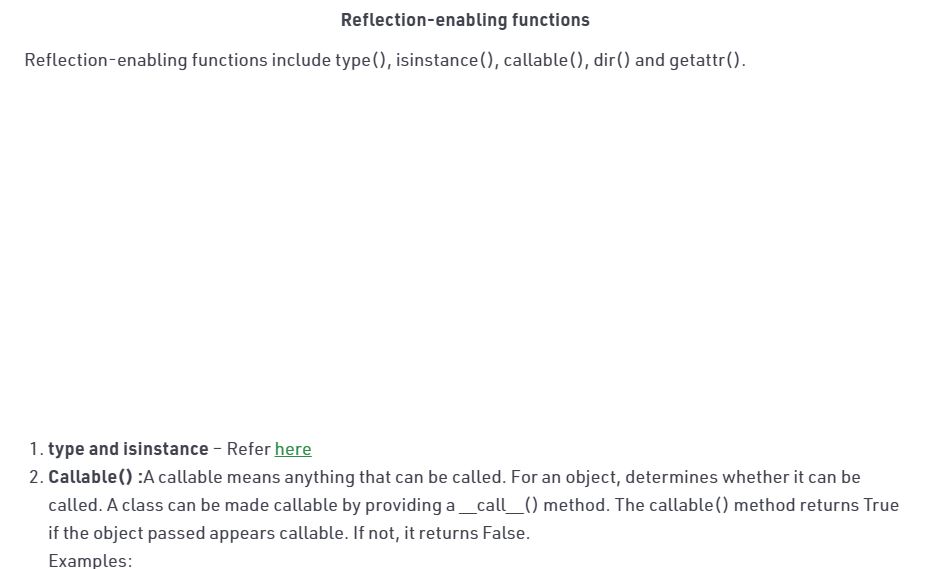 Reflection-enabling functions
Reflection-enabling functions include type(), isinstance(), callable(), dir() and getattr().
1. type and isinstance – Refer here
2. Callable() :A callable means anything that can be called. For an object, determines whether it can be
called. A class can be made callable by providing a __call__() method. The callable() method returns True
if the object passed appears callable. If not, it returns False.
Examples: